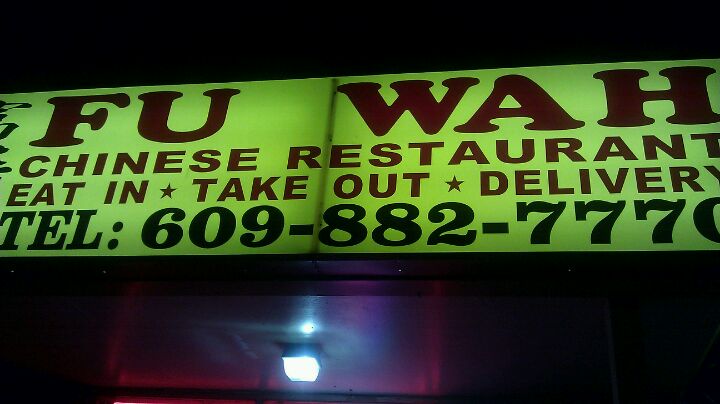 FU WAH
CHINESE RESTAURANT
EAT IN ★ TAKE OUT ★ DELIVERY
TEL: 609-882-7770